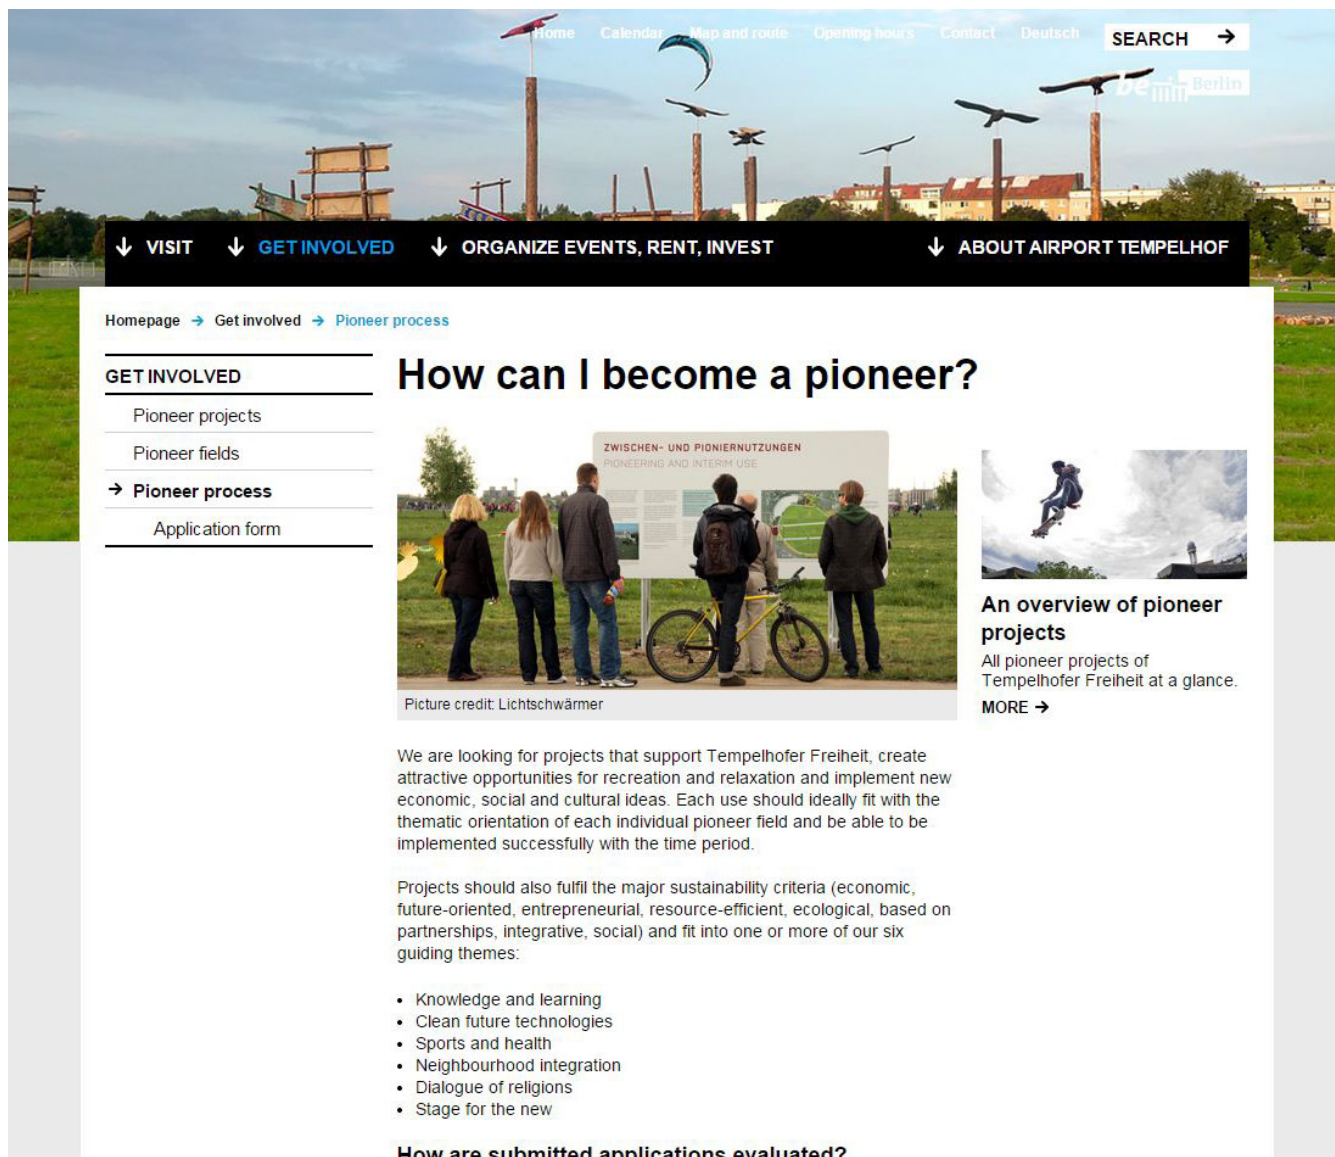 Home Calendar Map and route Opening hours Contact Deutsch SEARCH
be Berlin
VISIT GET INVOLVED ORGANIZE EVENTS, RENT, INVEST ABOUT AIRPORT TEMPELHOF
Homepage → Get involved → Pioneer process
GET INVOLVED
Pioneer projects
Pioneer fields
→ Pioneer process
Application form
How can I become a pioneer?
ZWISCHEN- UND PIONIERNUTZUNGEN
PIONEERING AND INTERIM USE
Picture credit: Lichtschwärmer
We are looking for projects that support Tempelhofer Freiheit, create
attractive opportunities for recreation and relaxation and implement new
economic, social and cultural ideas. Each use should ideally fit with the
thematic orientation of each individual pioneer field and be able to be
implemented successfully with the time period.
Projects should also fulfil the major sustainability criteria (economic,
future-oriented, entrepreneurial, resource-efficient, ecological, based on
partnerships, integrative, social) and fit into one or more of our six
guiding themes:
• Knowledge and learning
• Clean future technologies
• Sports and health
• Neighbourhood integration
• Dialogue of religions
• Stage for the new
How are submitted applications evaluated?
An overview of pioneer
projects
All pioneer projects of
Tempelhofer Freiheit at a glance.
MORE →